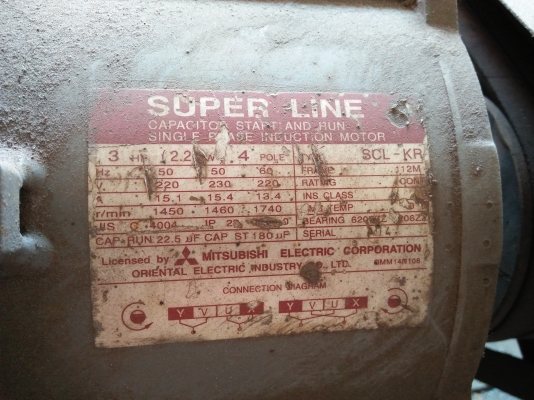 SUPER LINE
CAPACITOR START AND RUN
SINGLE PHASE INDUCTION MOTOR
3 HP 2.2 4 POLE TYPE SCL-KR
Hz 50 50 60 FRAME 112M
V 220 230 220 RATING CONT
A 15.1 15.4 13.4 INS CLASS
r/min 1450 1460 1740 TEMP
4004 IP BEARING
CAP RUN 22.5 µF CAP ST 180 µF SERIAL
Licensed by MITSUBISHI ELECTRIC CORPORATION
ORIENTAL ELECTRIC INDUSTRY CO., LTD.
CONNECTION DIAGRAM
Y V U X Y V U X